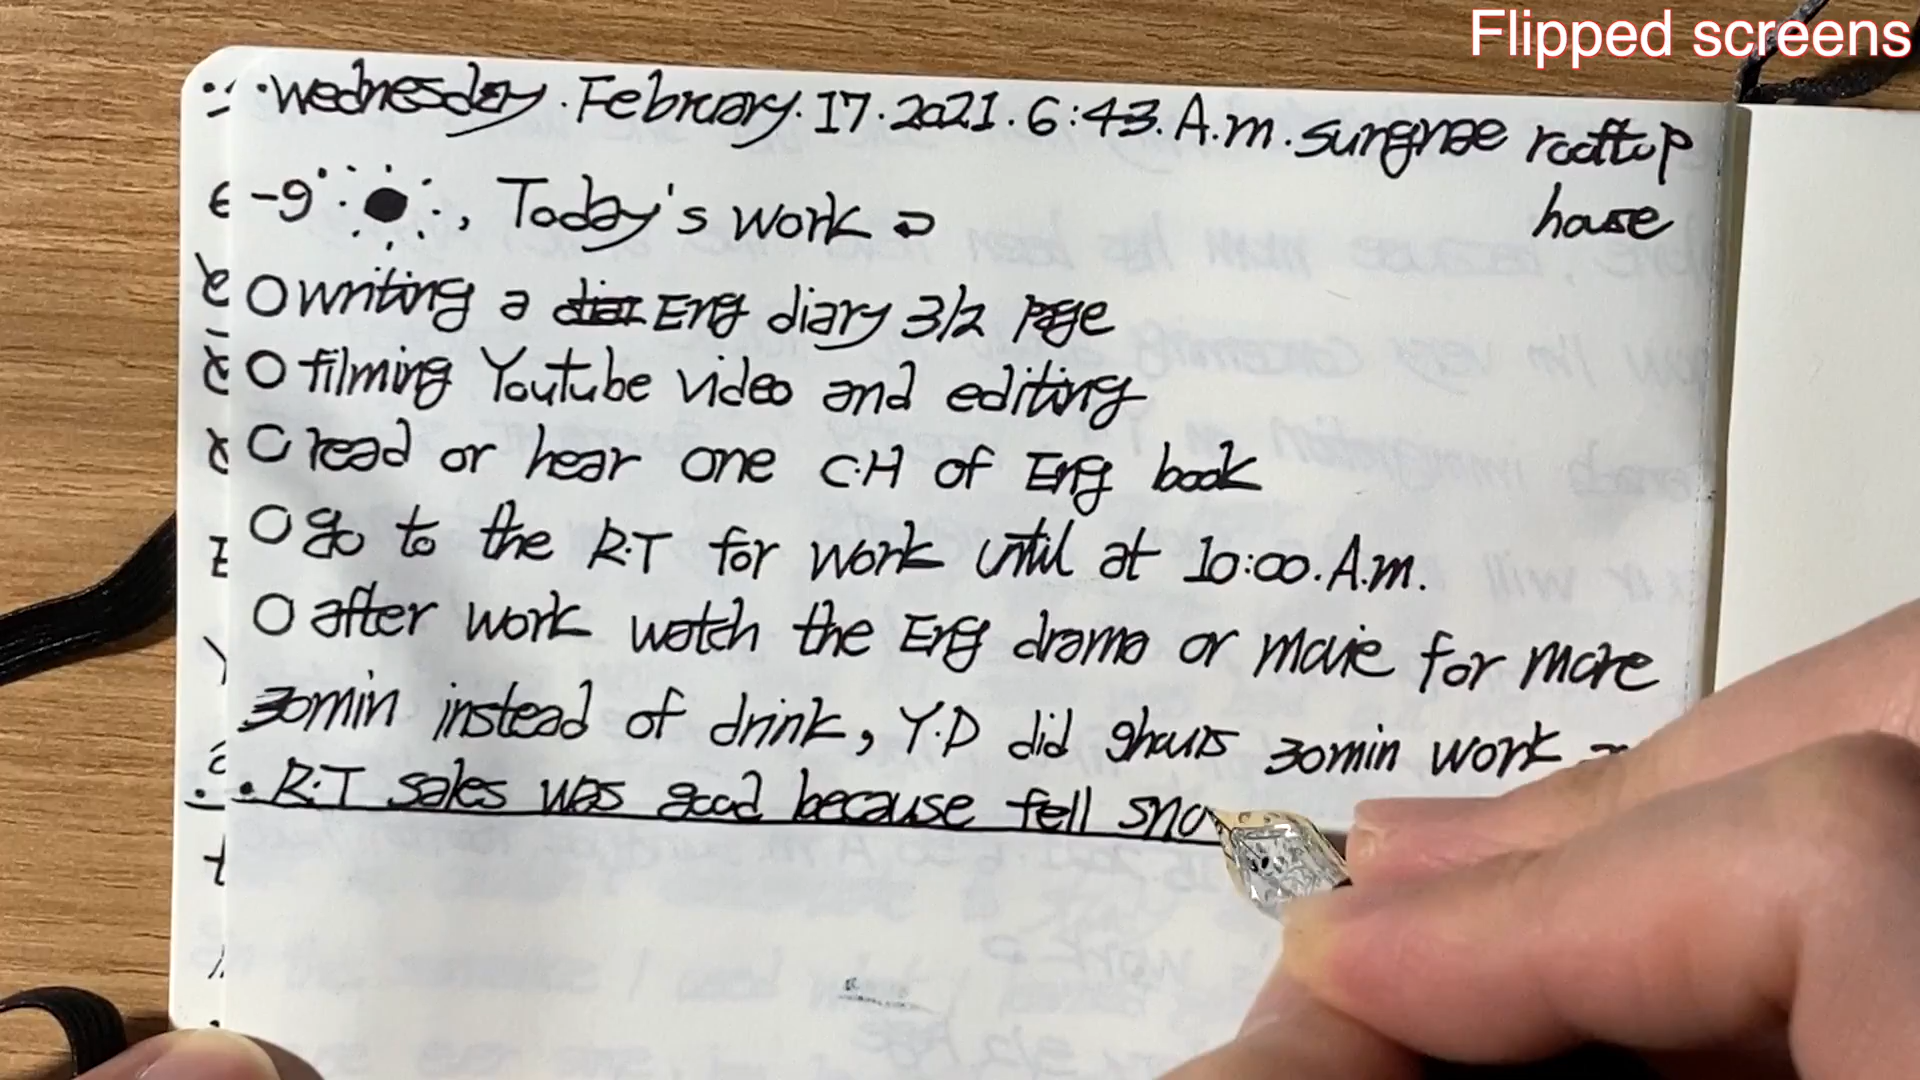 Flipped screens
·wednesday. February. 17. 2021. 6:43. A.m. sungnae rooftop
house
-9°, Today's work
O writing a Eng diary 3/2 page
O filming Youtube video and editing
O read or hear one C.H of Eng book
O go to the R.T for work until at 10:00. A.m.
O after work watch the Eng drama or movie for more
30min instead of drink, Y.D did 9hours 30min work
· R.T sales was good because fell sno